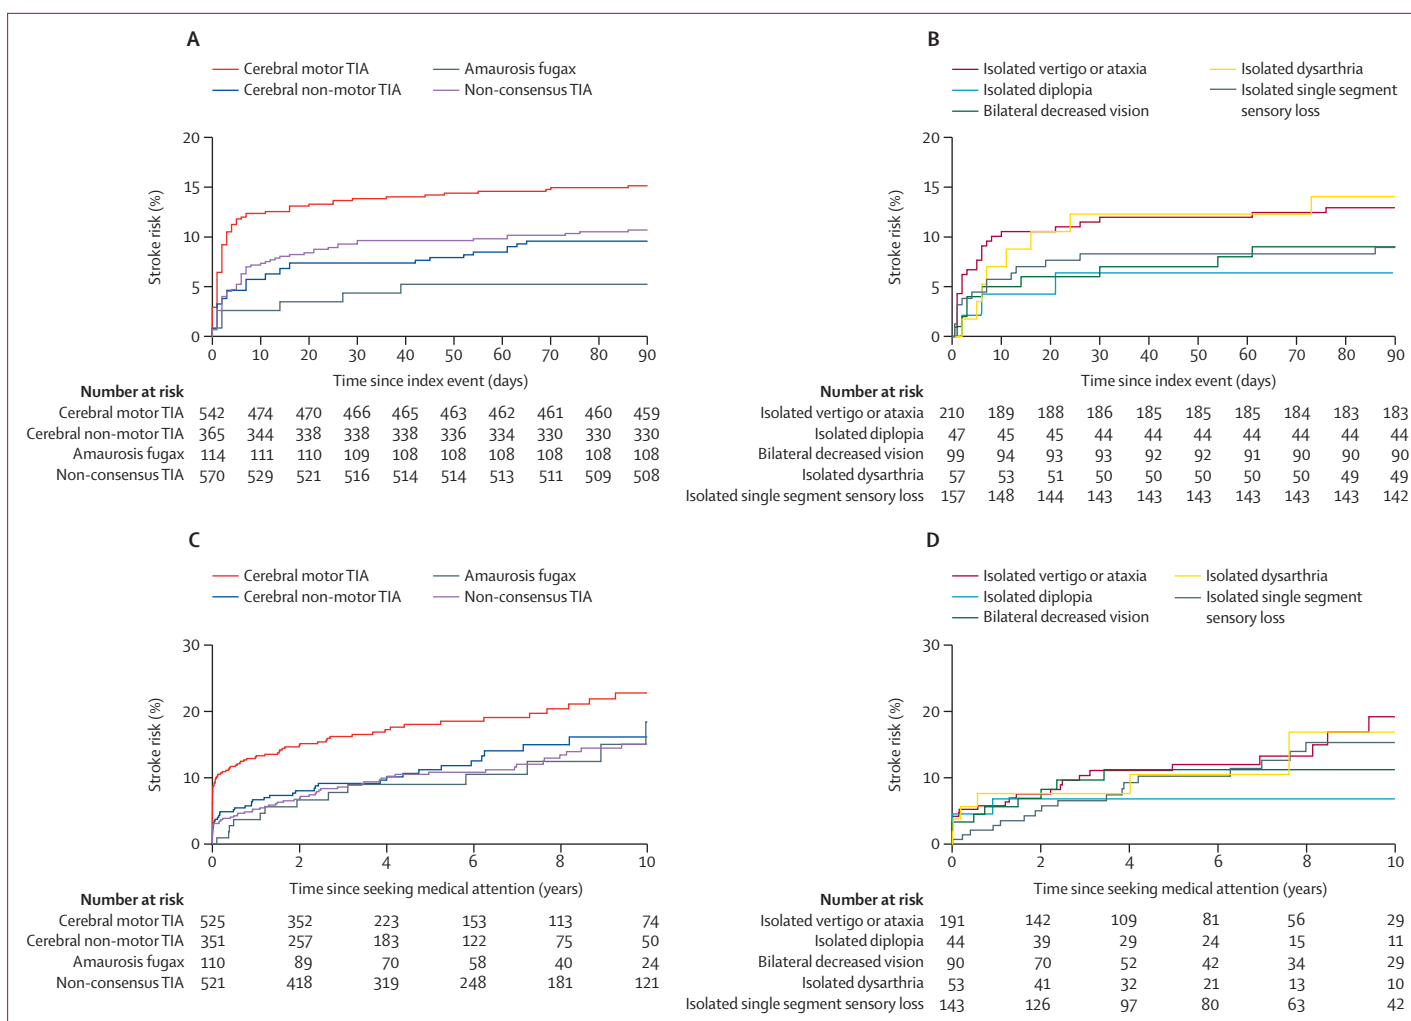 A
Cerebral motor TIA
Cerebral non-motor TIA
Amaurosis fugax
Non-consensus TIA
Stroke risk (%)
20
15
10
5
0
0 10 20 30 40 50 60 70 80 90
Time since index event (days)
Number at risk
Cerebral motor TIA 542 474 470 466 465 463 462 461 460 459
Cerebral non-motor TIA 365 344 338 338 338 336 334 330 330 330
Amaurosis fugax 114 111 110 109 108 108 108 108 108 108
Non-consensus TIA 570 529 521 516 514 514 513 511 509 508
B
Isolated vertigo or ataxia
Isolated diplopia
Bilateral decreased vision
Isolated dysarthria
Isolated single segment
sensory loss
Stroke risk (%)
20
15
10
5
0
0 10 20 30 40 50 60 70 80 90
Time since index event (days)
Number at risk
Isolated vertigo or ataxia 210 189 188 186 185 185 185 184 183 183
Isolated diplopia 47 45 45 44 44 44 44 44 44 44
Bilateral decreased vision 99 94 93 93 92 92 91 90 90 90
Isolated dysarthria 57 53 51 50 50 50 50 50 49 49
Isolated single segment sensory loss 157 148 144 143 143 143 143 143 143 142
C
Cerebral motor TIA
Cerebral non-motor TIA
Amaurosis fugax
Non-consensus TIA
Stroke risk (%)
30
20
10
0
0 2 4 6 8 10
Time since seeking medical attention (years)
Number at risk
Cerebral motor TIA 525 352 223 153 113 74
Cerebral non-motor TIA 351 257 183 122 75 50
Amaurosis fugax 110 89 70 58 40 24
Non-consensus TIA 521 418 319 248 181 121
D
Isolated vertigo or ataxia
Isolated diplopia
Bilateral decreased vision
Isolated dysarthria
Isolated single segment
sensory loss
Stroke risk (%)
30
20
10
0
0 2 4 6 8 10
Time since seeking medical attention (years)
Number at risk
Isolated vertigo or ataxia 191 142 109 81 56 29
Isolated diplopia 44 39 29 24 15 11
Bilateral decreased vision 90 70 52 42 34 29
Isolated dysarthria 53 41 32 21 13 10
Isolated single segment sensory loss 143 126 97 80 63 42